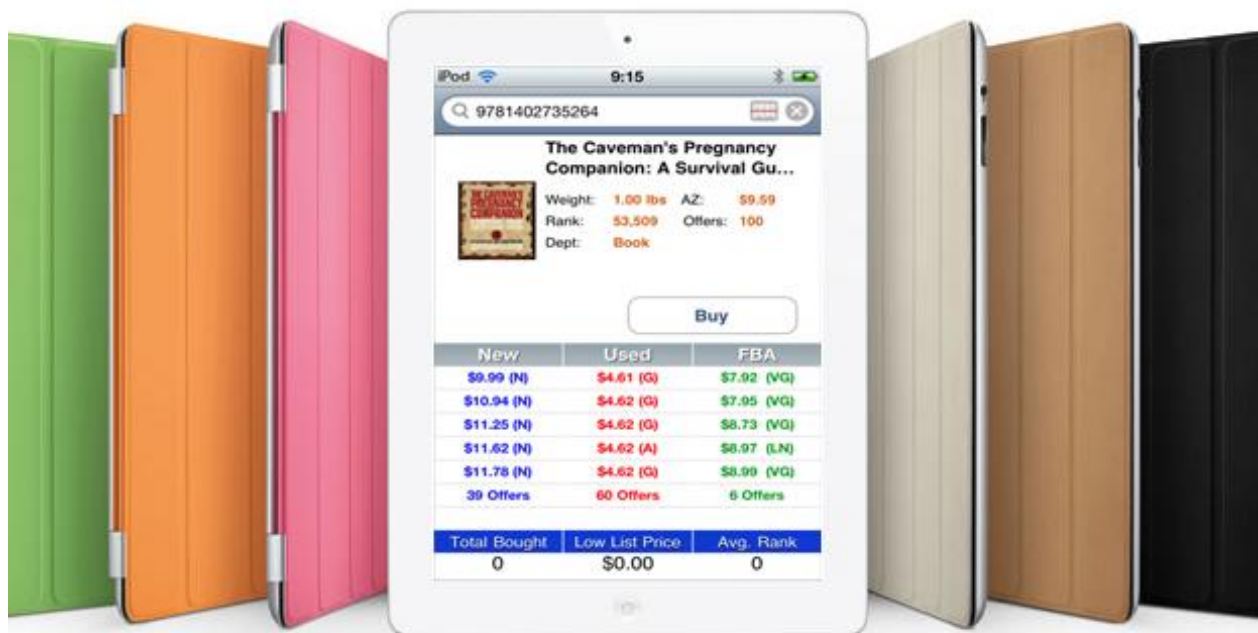 iPod 9:15
9781402735264
The Caveman's Pregnancy
Companion: A Survival Gu...
THE CAVEMAN'S
PREGNANCY
COMPANION
Weight: 1.00 lbs AZ: $9.59
Rank: 53,509 Offers: 100
Dept: Book
Buy
New Used FBA
$9.99 (N) $4.61 (G) $7.92 (VG)
$10.94 (N) $4.62 (G) $7.95 (VG)
$11.25 (N) $4.62 (G) $8.73 (VG)
$11.62 (N) $4.62 (A) $8.97 (LN)
$11.78 (N) $4.62 (G) $8.99 (VG)
39 Offers 60 Offers 6 Offers
Total Bought Low List Price Avg. Rank
0 $0.00 0